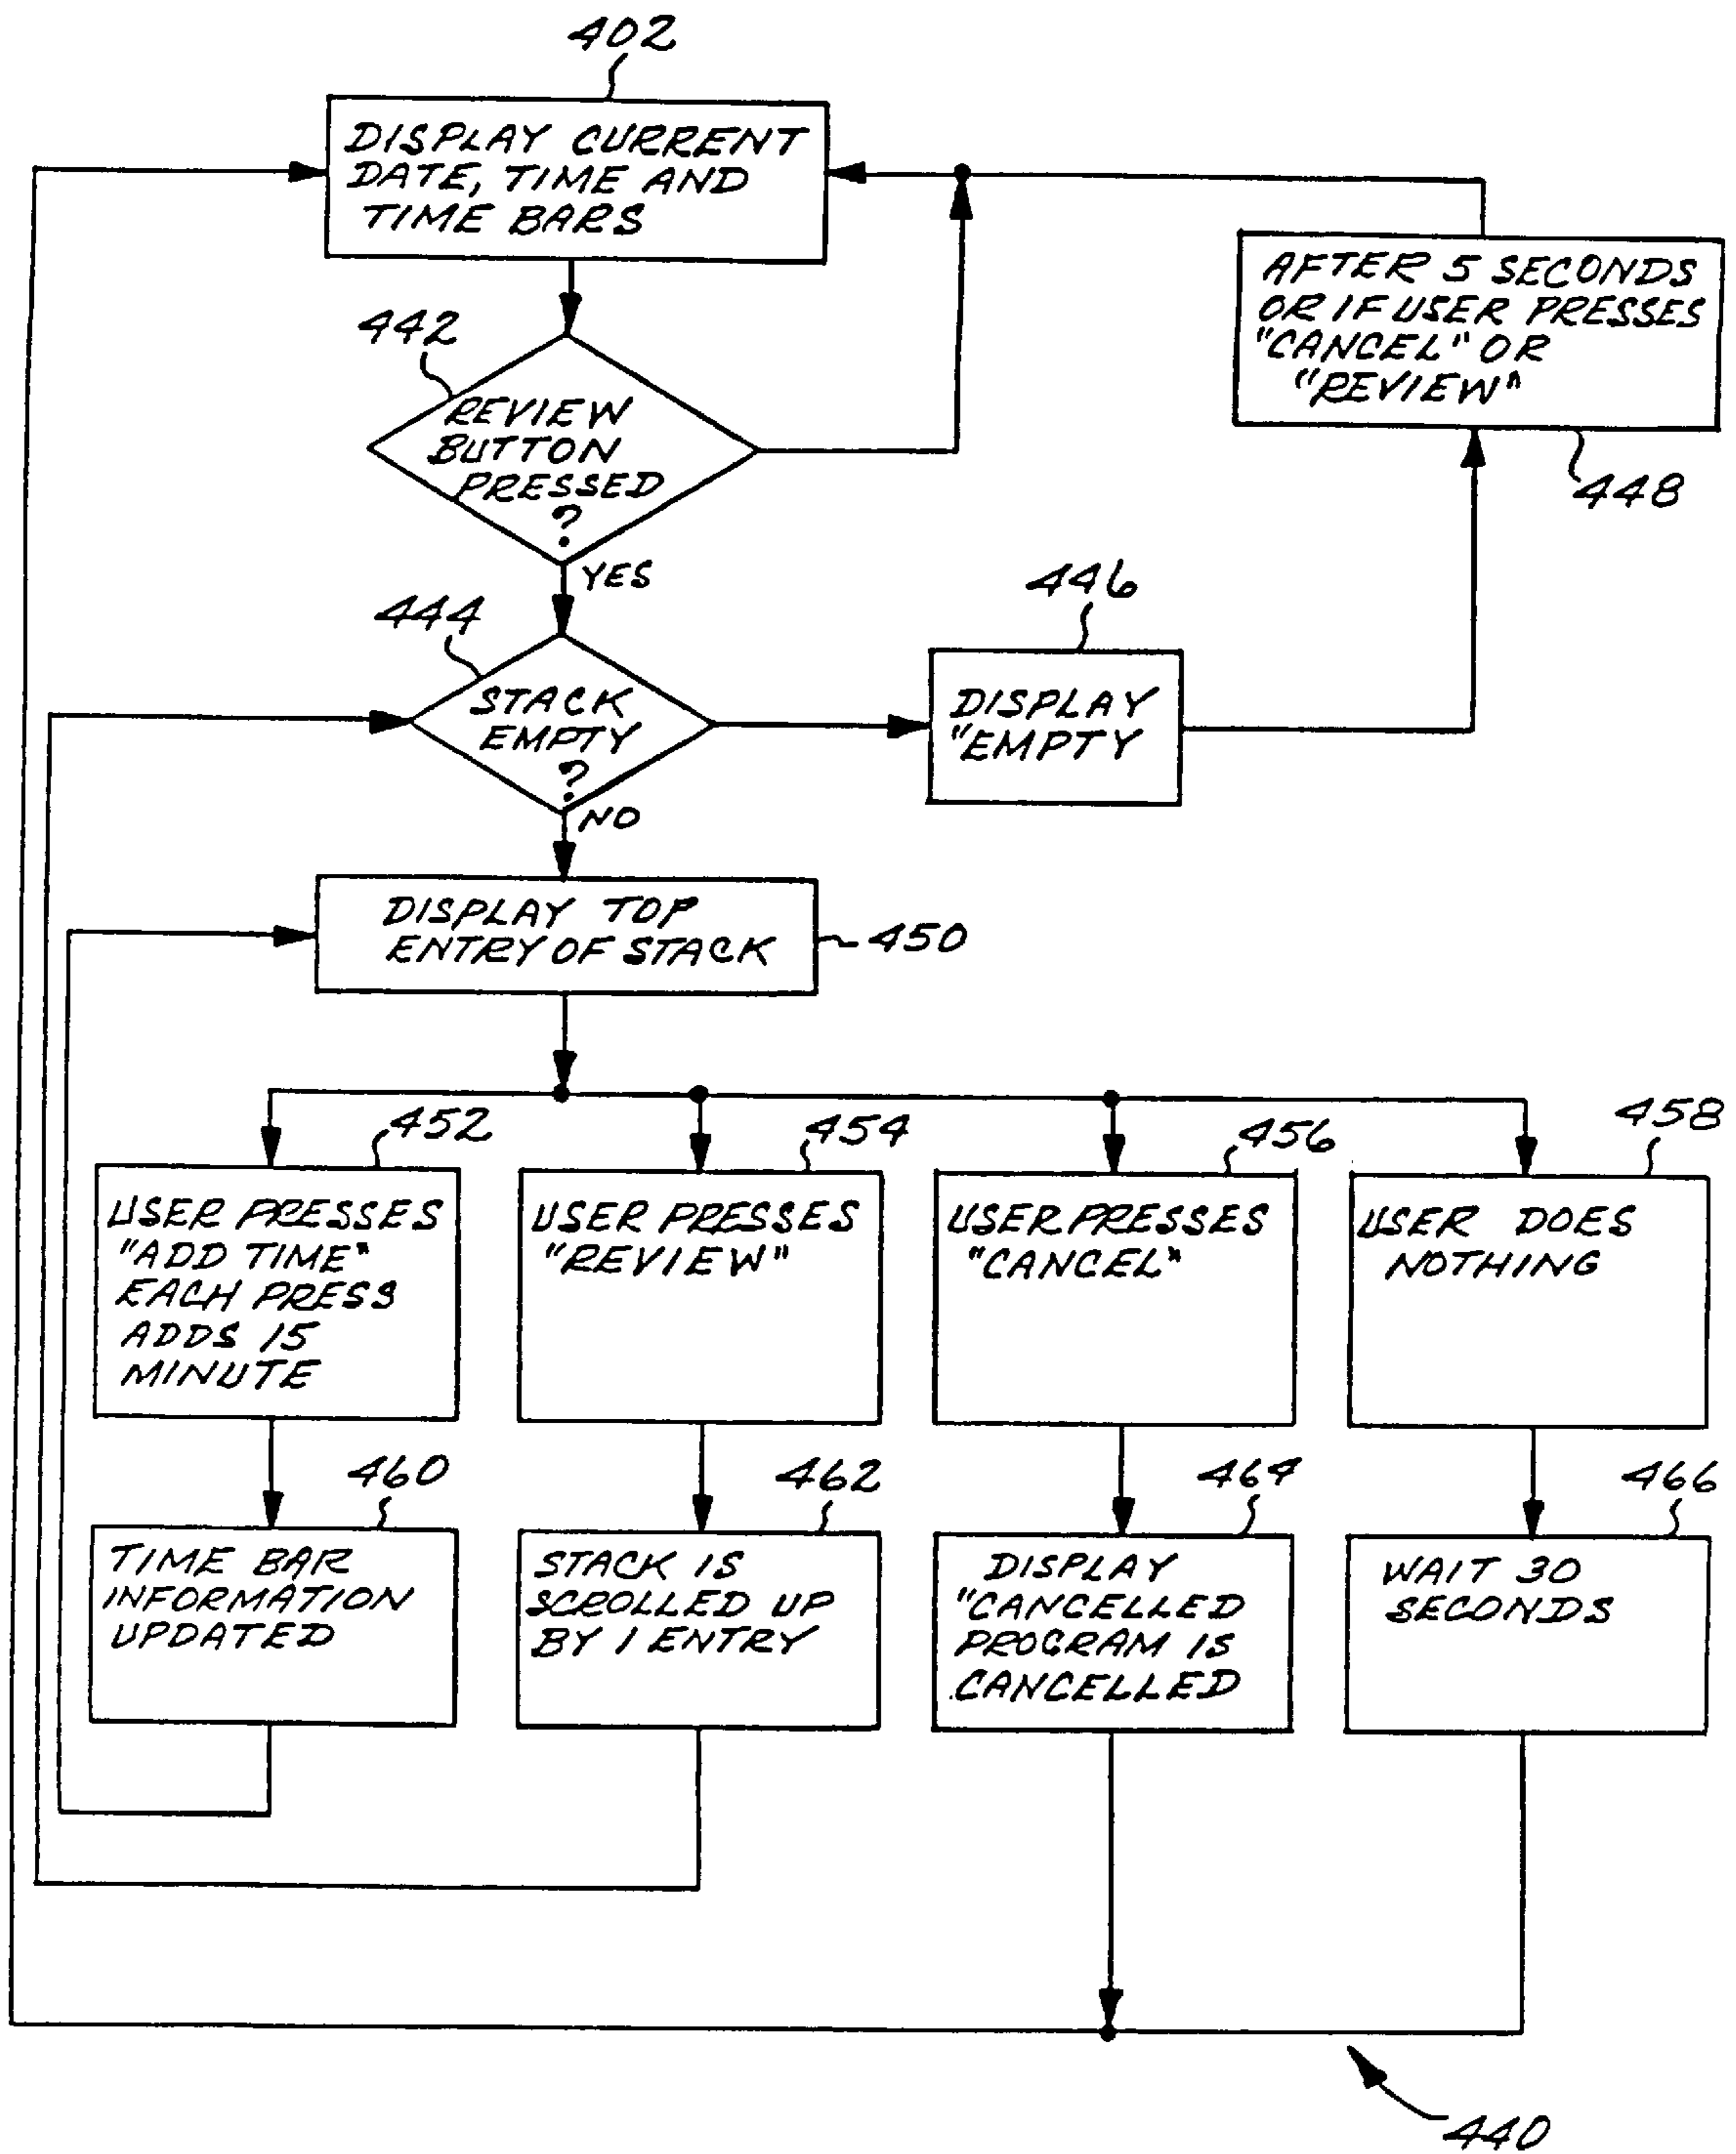 402
DISPLAY CURRENT
DATE, TIME AND
TIME BARS
AFTER 5 SECONDS
OR IF USER PRESSES
"CANCEL" OR
"REVIEW"
448
442
REVIEW
BUTTON
PRESSED
?
YES
444
STACK
EMPTY
?
NO
446
DISPLAY
"EMPTY
DISPLAY TOP
ENTRY OF STACK
450
452
USER PRESSES
"ADD TIME"
EACH PRESS
ADDS 15
MINUTE
454
USER PRESSES
"REVIEW"
456
USER PRESSES
"CANCEL"
458
USER DOES
NOTHING
460
TIME BAR
INFORMATION
UPDATED
462
STACK IS
SCROLLED UP
BY 1 ENTRY
464
DISPLAY
"CANCELLED
PROGRAM IS
CANCELLED
466
WAIT 30
SECONDS
440